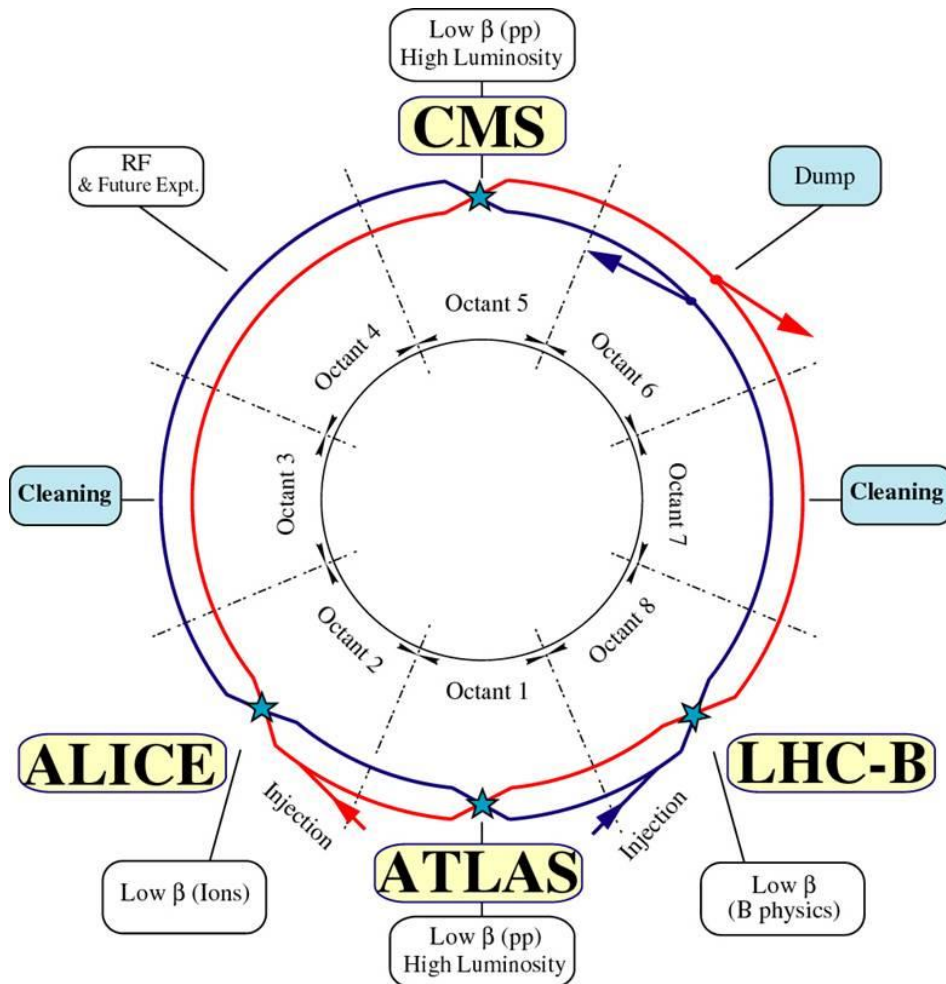 Low β (pp)
High Luminosity
CMS
RF
& Future Expt.
Dump
Octant 5
Octant 4
Octant 6
Octant 3
Octant 7
Cleaning
Cleaning
Octant 2
Octant 8
Octant 1
ALICE
LHC-B
Injection
Injection
ATLAS
Low β (Ions)
Low β
(B physics)
Low β (pp)
High Luminosity